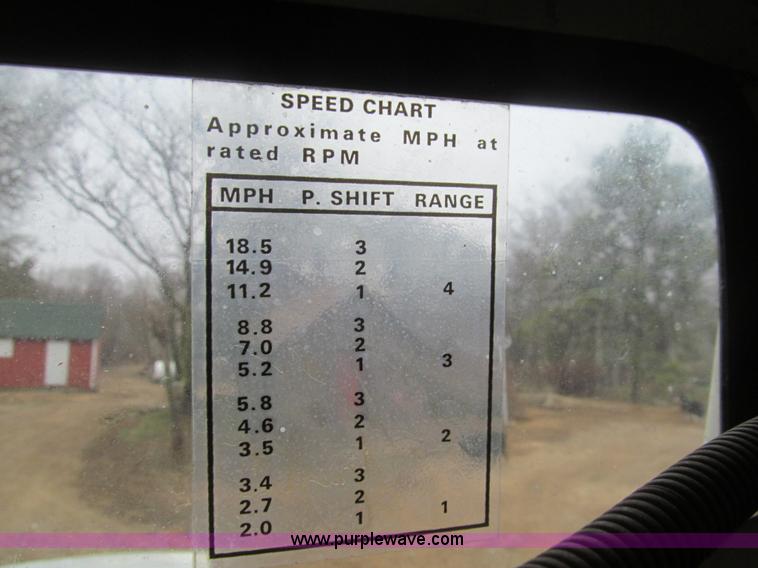 SPEED CHART
Approximate MPH at
rated RPM
MPH P. SHIFT RANGE
18.5 3
14.9 2
11.2 1 4
8.8 3
7.0 2
5.2 1 3
5.8 3
4.6 2
3.5 1 2
3.4 3
2.7 2 1
2.0 1
www.purplewave.com